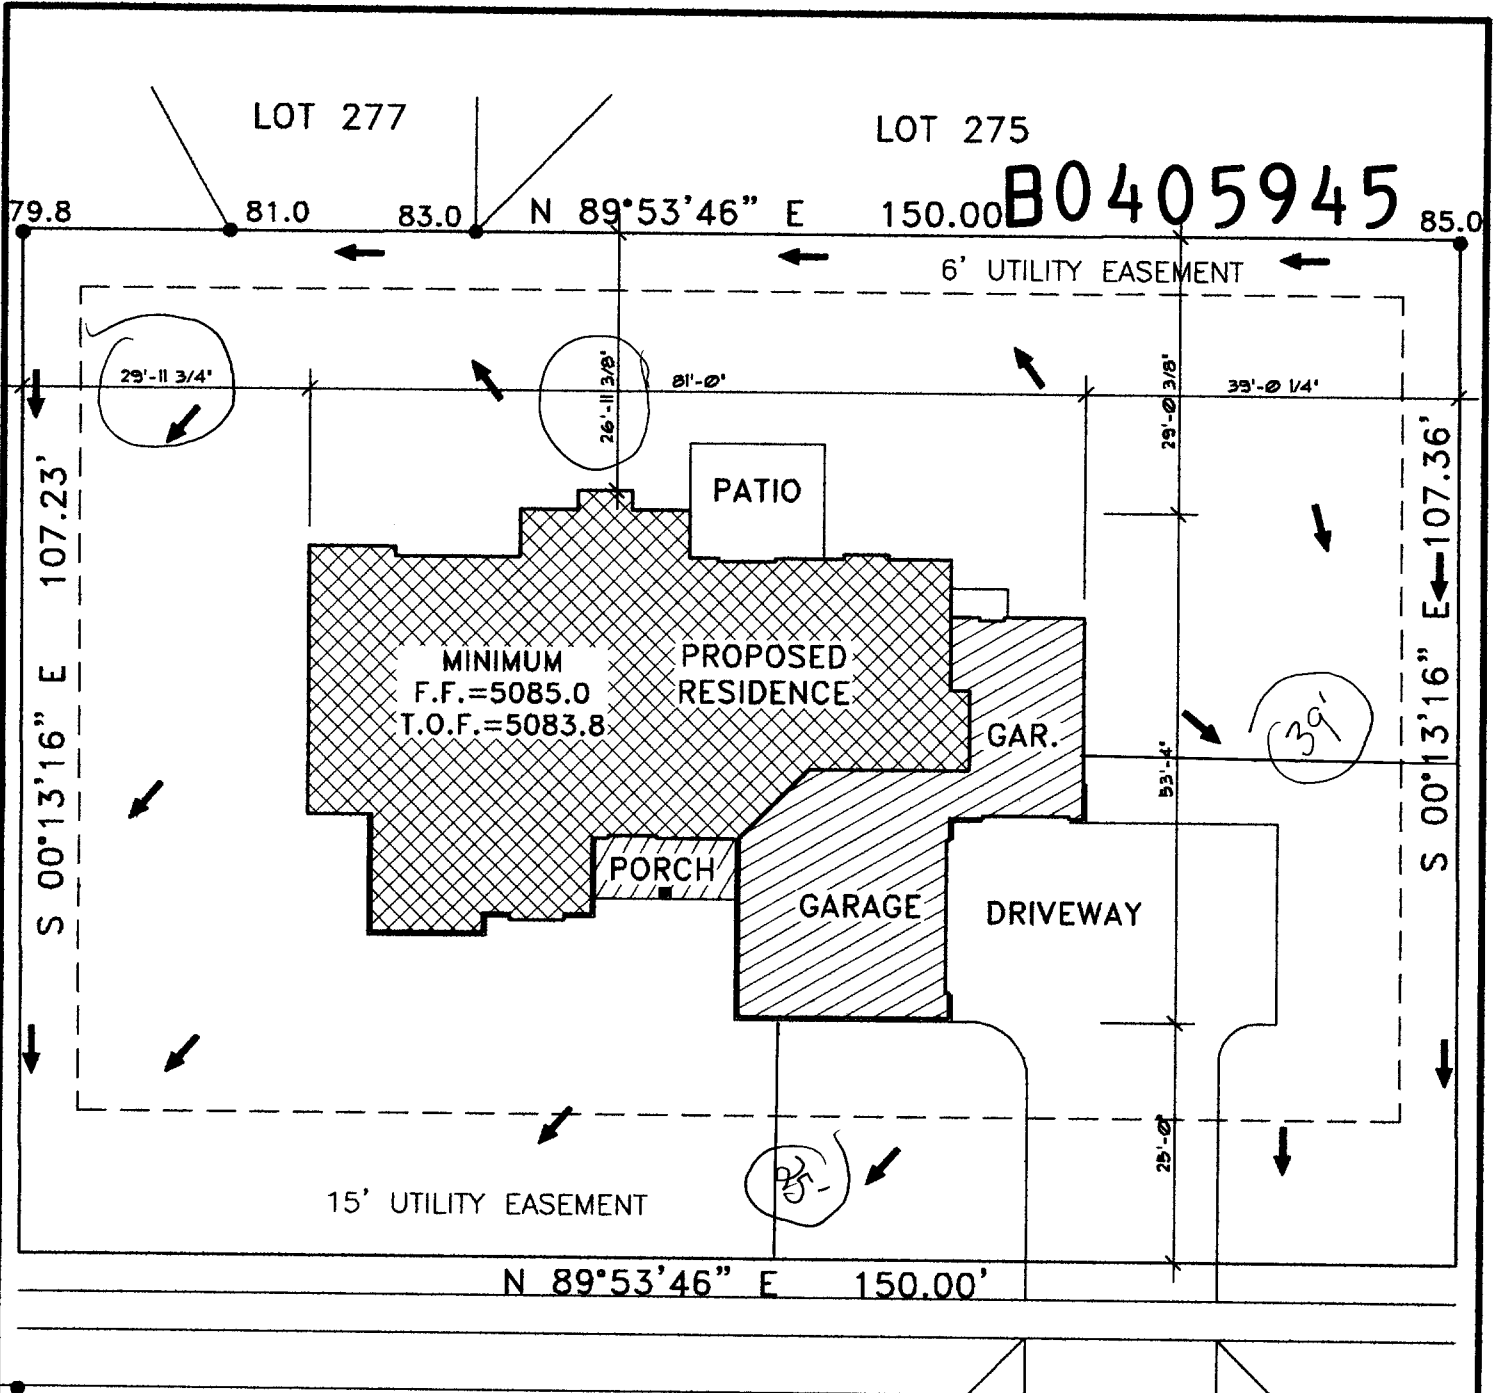 LOT 277
LOT 275
B0405945
79.8
81.0
83.0
N 89°53'46" E 150.00'
85.0
6' UTILITY EASEMENT
29'-11 3/4"
26'-11 3/8"
81'-0"
29'-0 3/8"
39'-0 1/4"
S 00°13'16" E 107.23'
S 00°13'16" E 107.36'
PATIO
MINIMUM
F.F.=5085.0
T.O.F.=5083.8
PROPOSED
RESIDENCE
GAR.
39'
53'-4"
PORCH
GARAGE
DRIVEWAY
25'-0"
25'
15' UTILITY EASEMENT
N 89°53'46" E 150.00'